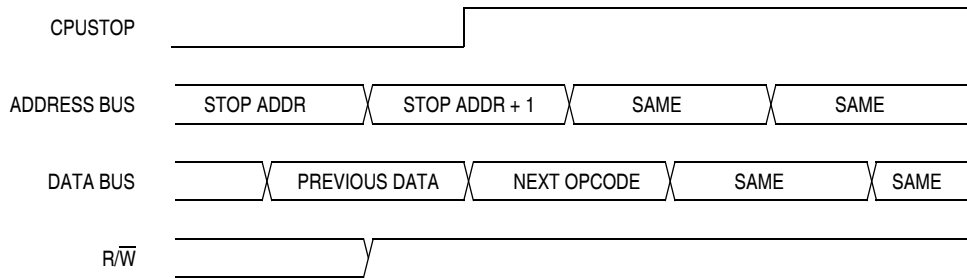 CPUSTOP
ADDRESS BUS STOP ADDR STOP ADDR + 1 SAME SAME
DATA BUS PREVIOUS DATA NEXT OPCODE SAME SAME
R/W̅